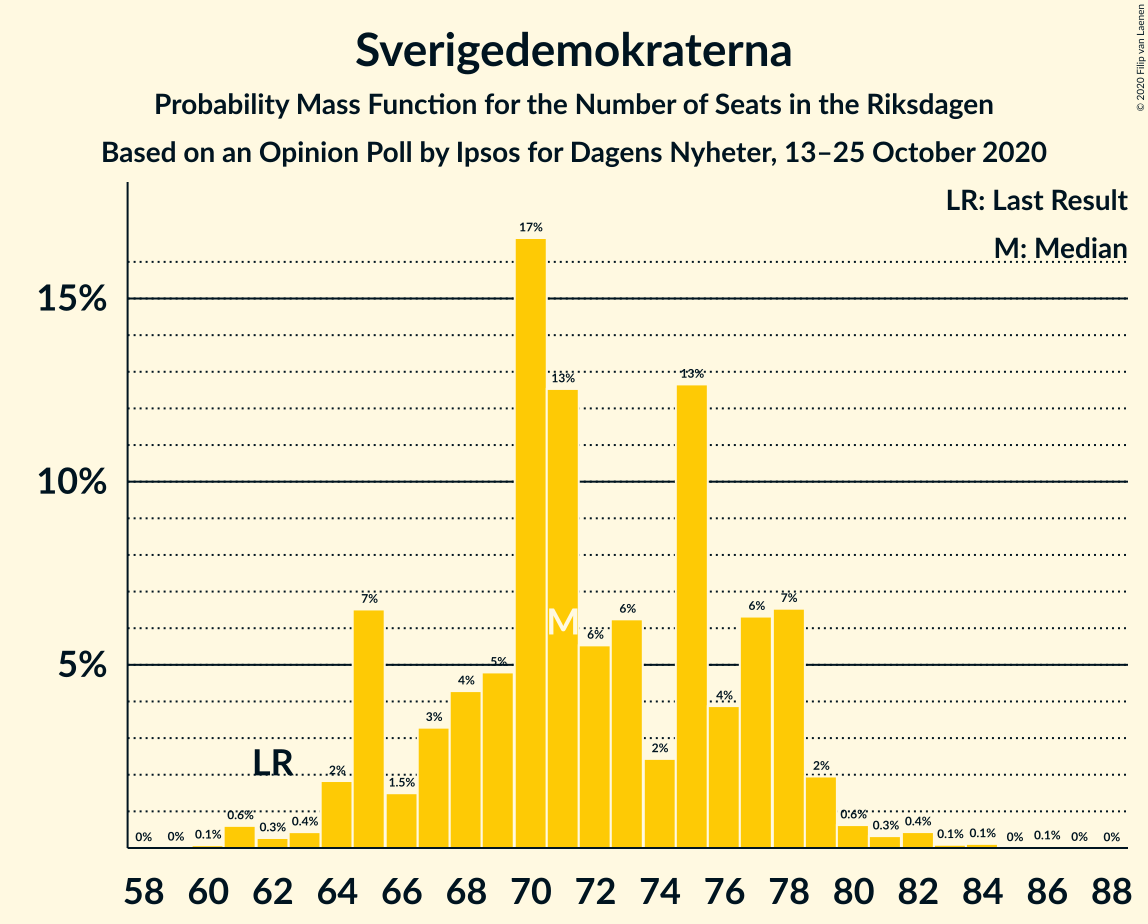 Sverigedemokraterna
Probability Mass Function for the Number of Seats in the Riksdagen
Based on an Opinion Poll by Ipsos for Dagens Nyheter, 13–25 October 2020
© 2020 Filip van Laenen
LR: Last Result
M: Median
15%
10%
5%
0% 0% 0.1% 0.6% 0.3% 0.4% 2% 7% 1.5% 3% 4% 5% 17% 13% 6% 6% 2% 13% 4% 6% 7% 2% 0.6% 0.3% 0.4% 0.1% 0.1% 0% 0.1% 0% 0%
LR
M
58 60 62 64 66 68 70 72 74 76 78 80 82 84 86 88